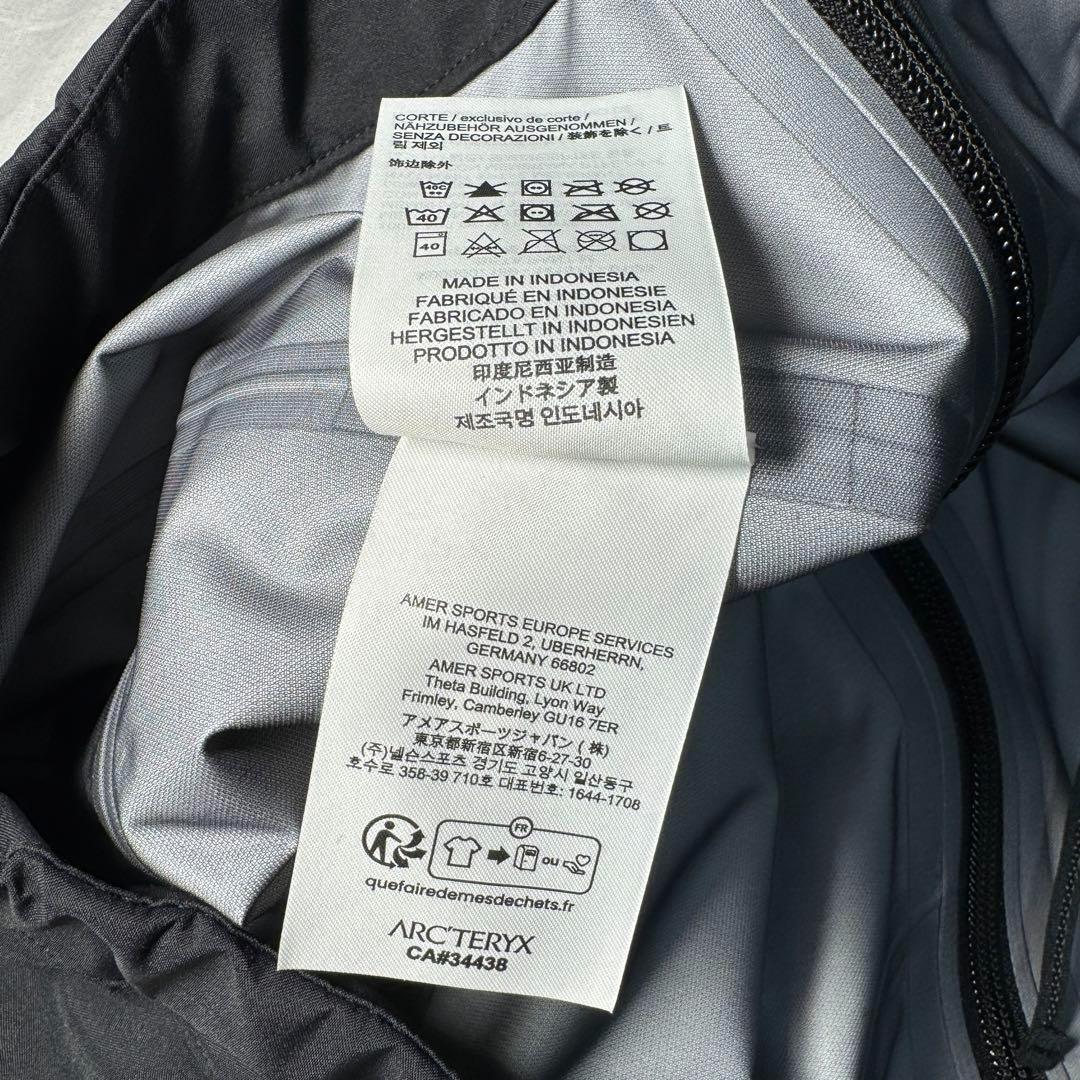 CORTE / exclusivo de corte /
NÄHZUBEHÖR AUSGENOMMEN /
SENZA DECORAZIONI / 装飾を除く / 트
림 제외
饰边除外
40C
40
40
MADE IN INDONESIA
FABRIQUÉ EN INDONESIE
FABRICADO EN INDONESIA
HERGESTELLT IN INDONESIEN
PRODOTTO IN INDONESIA
印度尼西亚制造
インドネシア製
제조국명 인도네시아
AMER SPORTS EUROPE SERVICES
IM HASFELD 2, UBERHERRN,
GERMANY 66802
AMER SPORTS UK LTD
Theta Building, Lyon Way
Frimley, Camberley GU16 7ER
アメアスポーツジャパン (株)
東京都新宿区新宿6-27-30
(주)넬슨스포츠 경기도 고양시 일산동구
호수로 358-39 710호 대표번호: 1644-1708
FR
ou
quefairedemesdechets.fr
ARC'TERYX
CA#34438